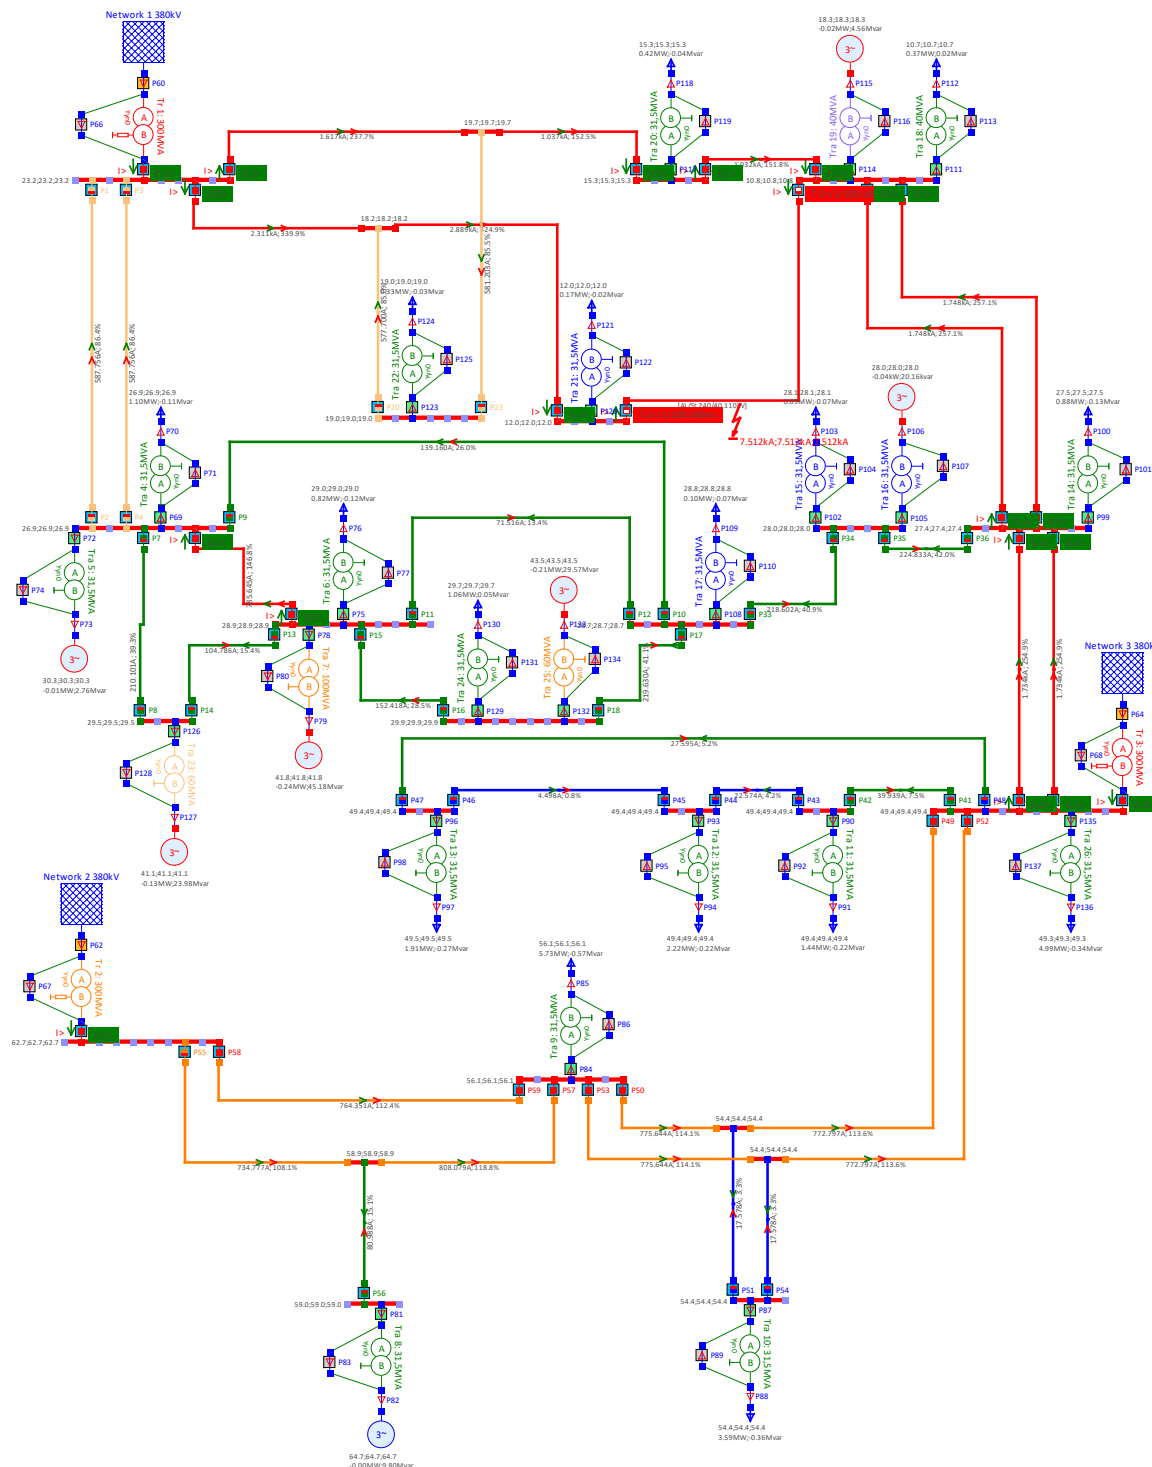 Network 1 380kV
P60
P66
Tr 1: 300MVA
Yyn0
A
B
I>
23.2;23.2;23.2
P1
P3
1.617kA; 237.7%
19.7;19.7;19.7
1.037kA; 152.5%
15.3;15.3;15.3
0.42MW;-0.04Mvar
P118
P119
Tra 20: 31,5MVA
15.3;15.3;15.3
1.032kA; 151.8%
18.3;18.3;18.3
-0.02MW;4.56Mvar
3~
P115
P116
Tra 19: 40MVA
P114
10.7;10.7;10.7
0.37MW;0.02Mvar
P112
P113
Tra 18: 40MVA
P111
I>
2.311kA; 339.9%
18.2;18.2;18.2
581.203A; 85.5%
19.0;19.0;19.0
P124
P125
Tra 22: 31,5MVA
P123
P20
P23
19.0;19.0;19.0
12.0;12.0;12.0
0.17MW;-0.02Mvar
P121
P122
Tra 21: 31,5MVA
12.0;12.0;12.0
1.748kA; 257.1%
1.748kA; 257.1%
587.756A; 86.4%
587.756A; 86.4%
26.9;26.9;26.9
1.10MW;-0.11Mvar
P70
P71
Tra 4: 31,5MVA
P69
P2
P4
P9
26.9;26.9;26.9
P72
P7
I>
139.160A; 26.0%
28.1;28.1;28.1
P103
P104
Tra 15: 31,5MVA
P102
28.0;28.0;28.0
28.0;28.0;28.0
-0.04kW;20.16kvar
3~
P106
P107
Tra 16: 31,5MVA
P105
27.5;27.5;27.5
0.88MW;-0.13Mvar
P100
P101
Tra 14: 31,5MVA
P99
27.4;27.4;27.4
P34
P35
P36
224.833A; 42.0%
Tra 5: 31,5MVA
P74
P73
3~
30.3;30.3;30.3
-0.01MW;2.76Mvar
29.0;29.0;29.0
0.82MW;-0.12Mvar
P76
P77
Tra 6: 31,5MVA
P75
P11
28.9;28.9;28.9
P13
P78
P15
71.516A; 13.4%
28.8;28.8;28.8
0.10MW;-0.07Mvar
P109
P110
Tra 17: 31,5MVA
P12
P10
P108
P33
P17
218.602A; 40.9%
210.101A; 39.3%
104.786A; 15.4%
P80
Tra 7: 100MVA
P79
3~
41.8;41.8;41.8
-0.24MW;45.18Mvar
29.7;29.7;29.7
1.06MW;0.05Mvar
P130
P131
Tra 24: 31,5MVA
P129
43.5;43.5;43.5
-0.21MW;29.57Mvar
3~
P134
Tra 25: 60MVA
P132
219.630A; 41.1%
152.418A; 28.5%
P16
P18
29.9;29.9;29.9
P8
P14
29.5;29.5;29.5
P126
P128
Tra 23: 60MVA
P127
3~
41.1;41.1;41.1
-0.13MW;23.98Mvar
1.734kA; 254.9%
1.734kA; 254.9%
P64
P68
Tr 3: 300MVA
I>
27.595A; 5.2%
P47
P46
4.498A; 0.8%
P45
P44
22.574A; 4.2%
P43
P42
39.939A; 7.5%
P41
P48
49.4;49.4;49.4
49.4;49.4;49.4
49.4;49.4;49.4
49.4;49.4;49.4
P96
P98
Tra 13: 31,5MVA
P97
49.5;49.5;49.5
1.91MW;-0.27Mvar
P93
P95
Tra 12: 31,5MVA
P94
49.4;49.4;49.4
2.22MW;-0.22Mvar
P90
P92
Tra 11: 31,5MVA
P91
49.4;49.4;49.4
1.44MW;-0.22Mvar
P49
P52
P135
P137
Tra 26: 31,5MVA
P136
49.3;49.3;49.3
4.99MW;-0.34Mvar
Network 2 380kV
P62
P67
Tr 2: 300MVA
I>
62.7;62.7;62.7
P55
P58
56.1;56.1;56.1
5.73MW;-0.57Mvar
P85
P86
Tra 9: 31,5MVA
P84
56.1;56.1;56.1
P59
P57
P53
P50
764.351A; 112.4%
734.777A; 108.1%
58.9;58.9;58.9
808.079A; 118.8%
775.644A; 114.1%
54.4;54.4;54.4
772.797A; 113.6%
775.644A; 114.1%
54.4;54.4;54.4
772.797A; 113.6%
80.988A; 15.1%
17.578A; 3.3%
17.578A; 3.3%
P56
59.0;59.0;59.0
P81
P83
Tra 8: 31,5MVA
P82
3~
64.7;64.7;64.7
-0.00MW;9.80Mvar
P51
P54
54.4;54.4;54.4
P87
P89
Tra 10: 31,5MVA
P88
54.4;54.4;54.4
3.59MW;-0.36Mvar